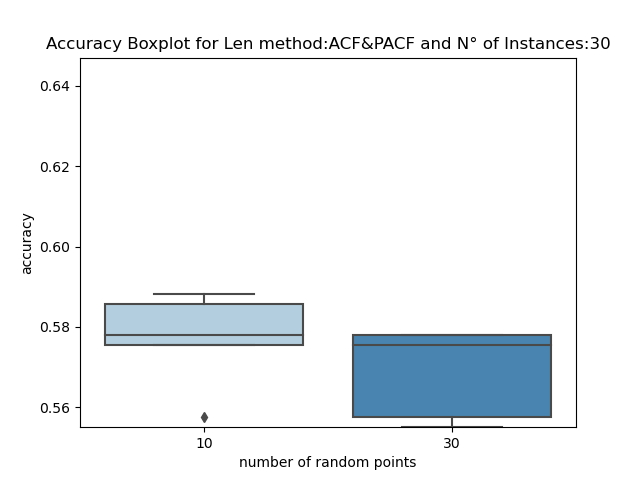 Accuracy Boxplot for Len method:ACF&PACF and N° of Instances:30
0.64
0.62
0.60
0.58
0.56
accuracy
10 30
number of random points